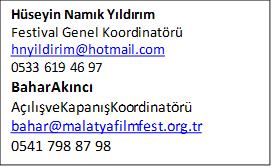 Hüseyin Namık Yıldırım
Festival Genel Koordinatörü
hnyildirim@hotmail.com
0533 619 46 97
BaharAkıncı
AçılışveKapanışKoordinatörü
bahar@malatyafilmfest.org.tr
0541 798 87 98